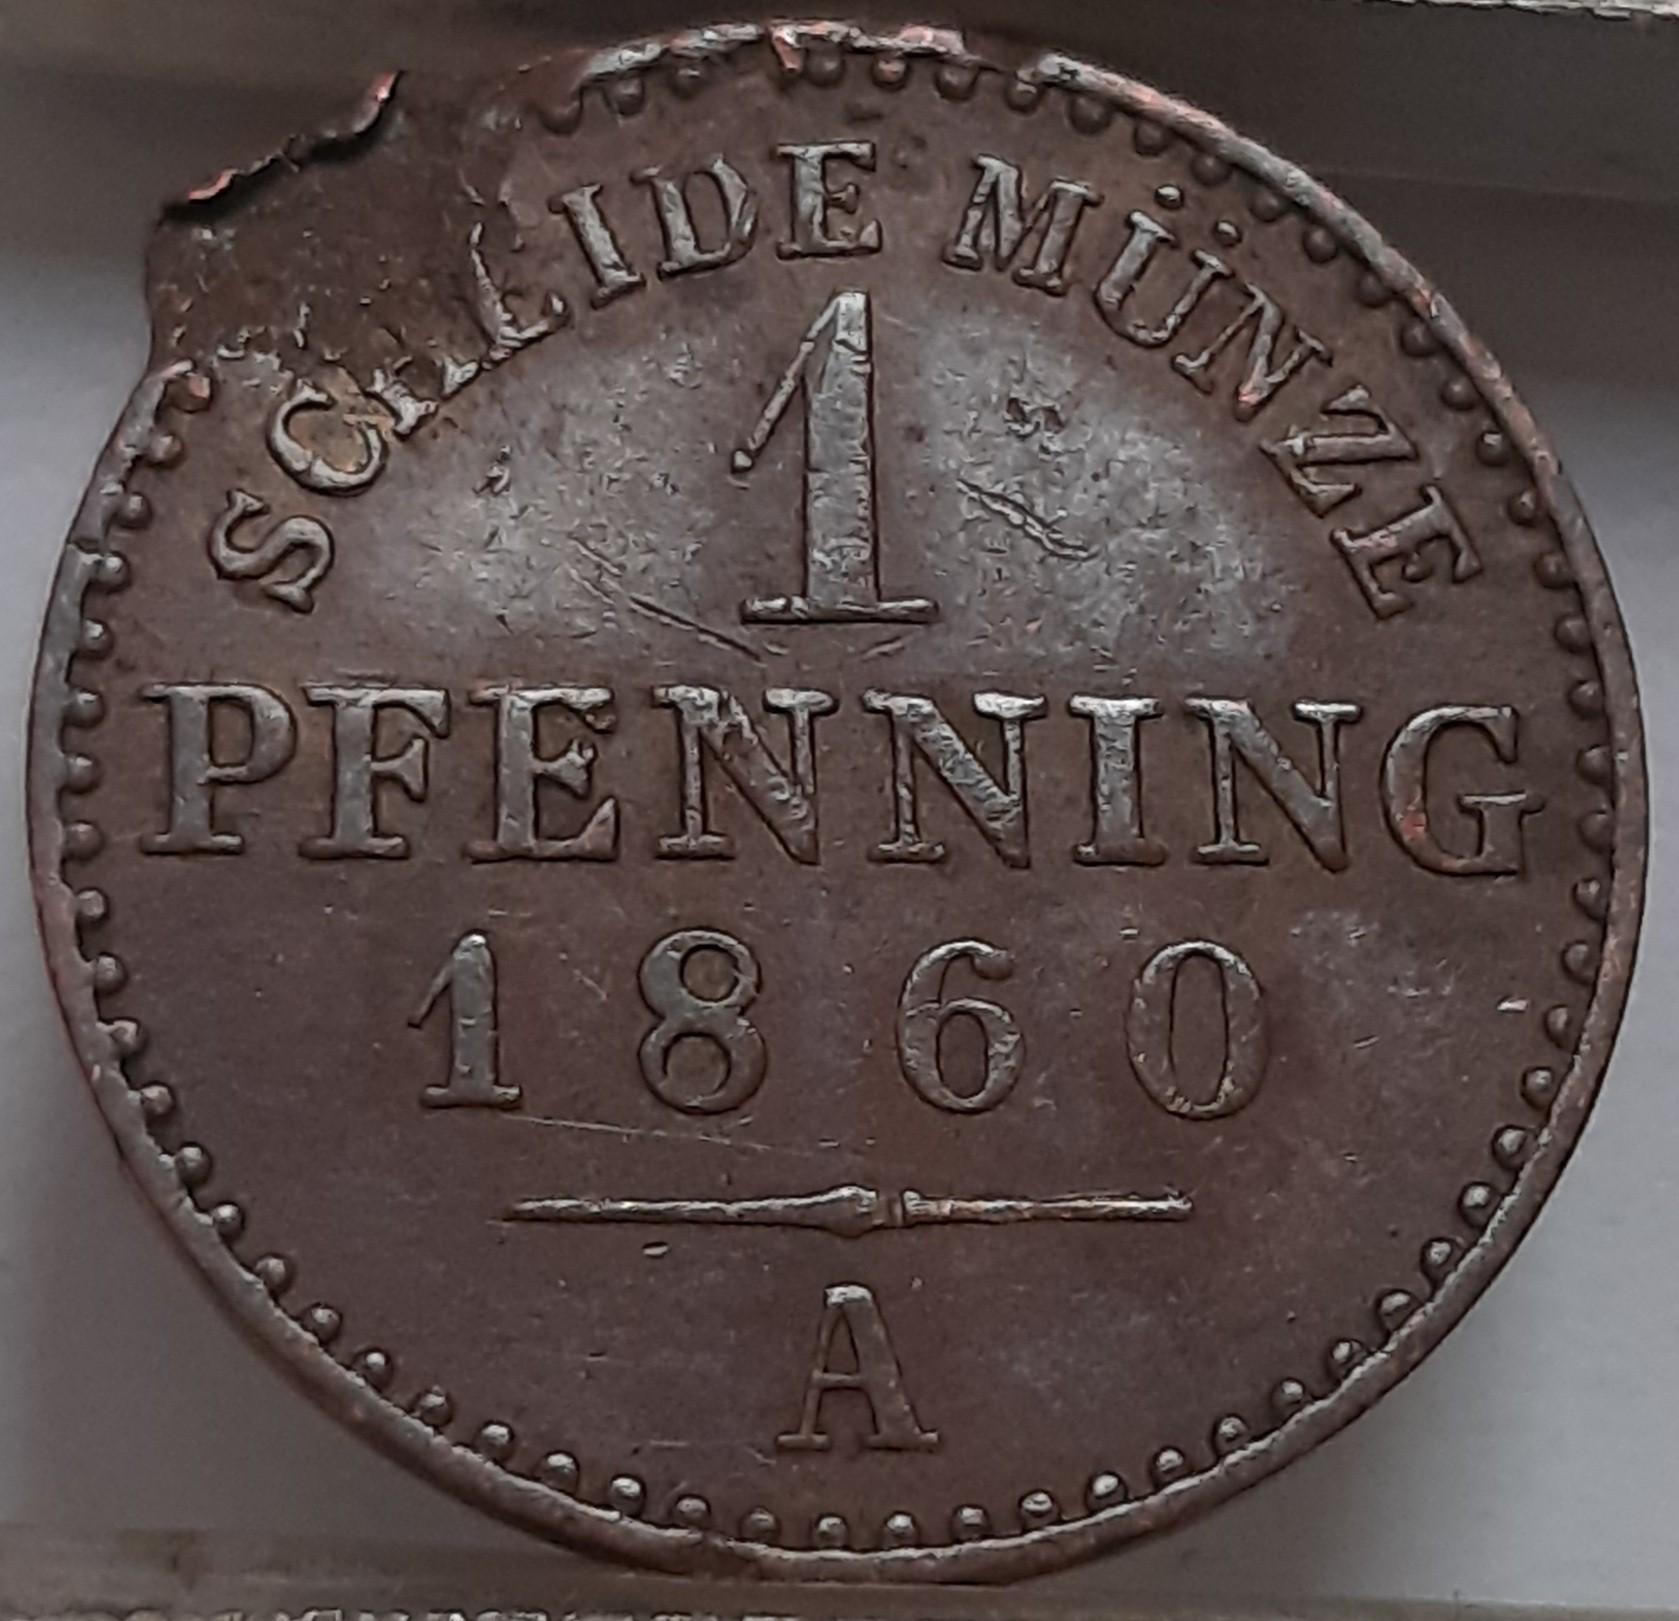 SCHEIDE MÜNZE
1
PFENNING
1860
A